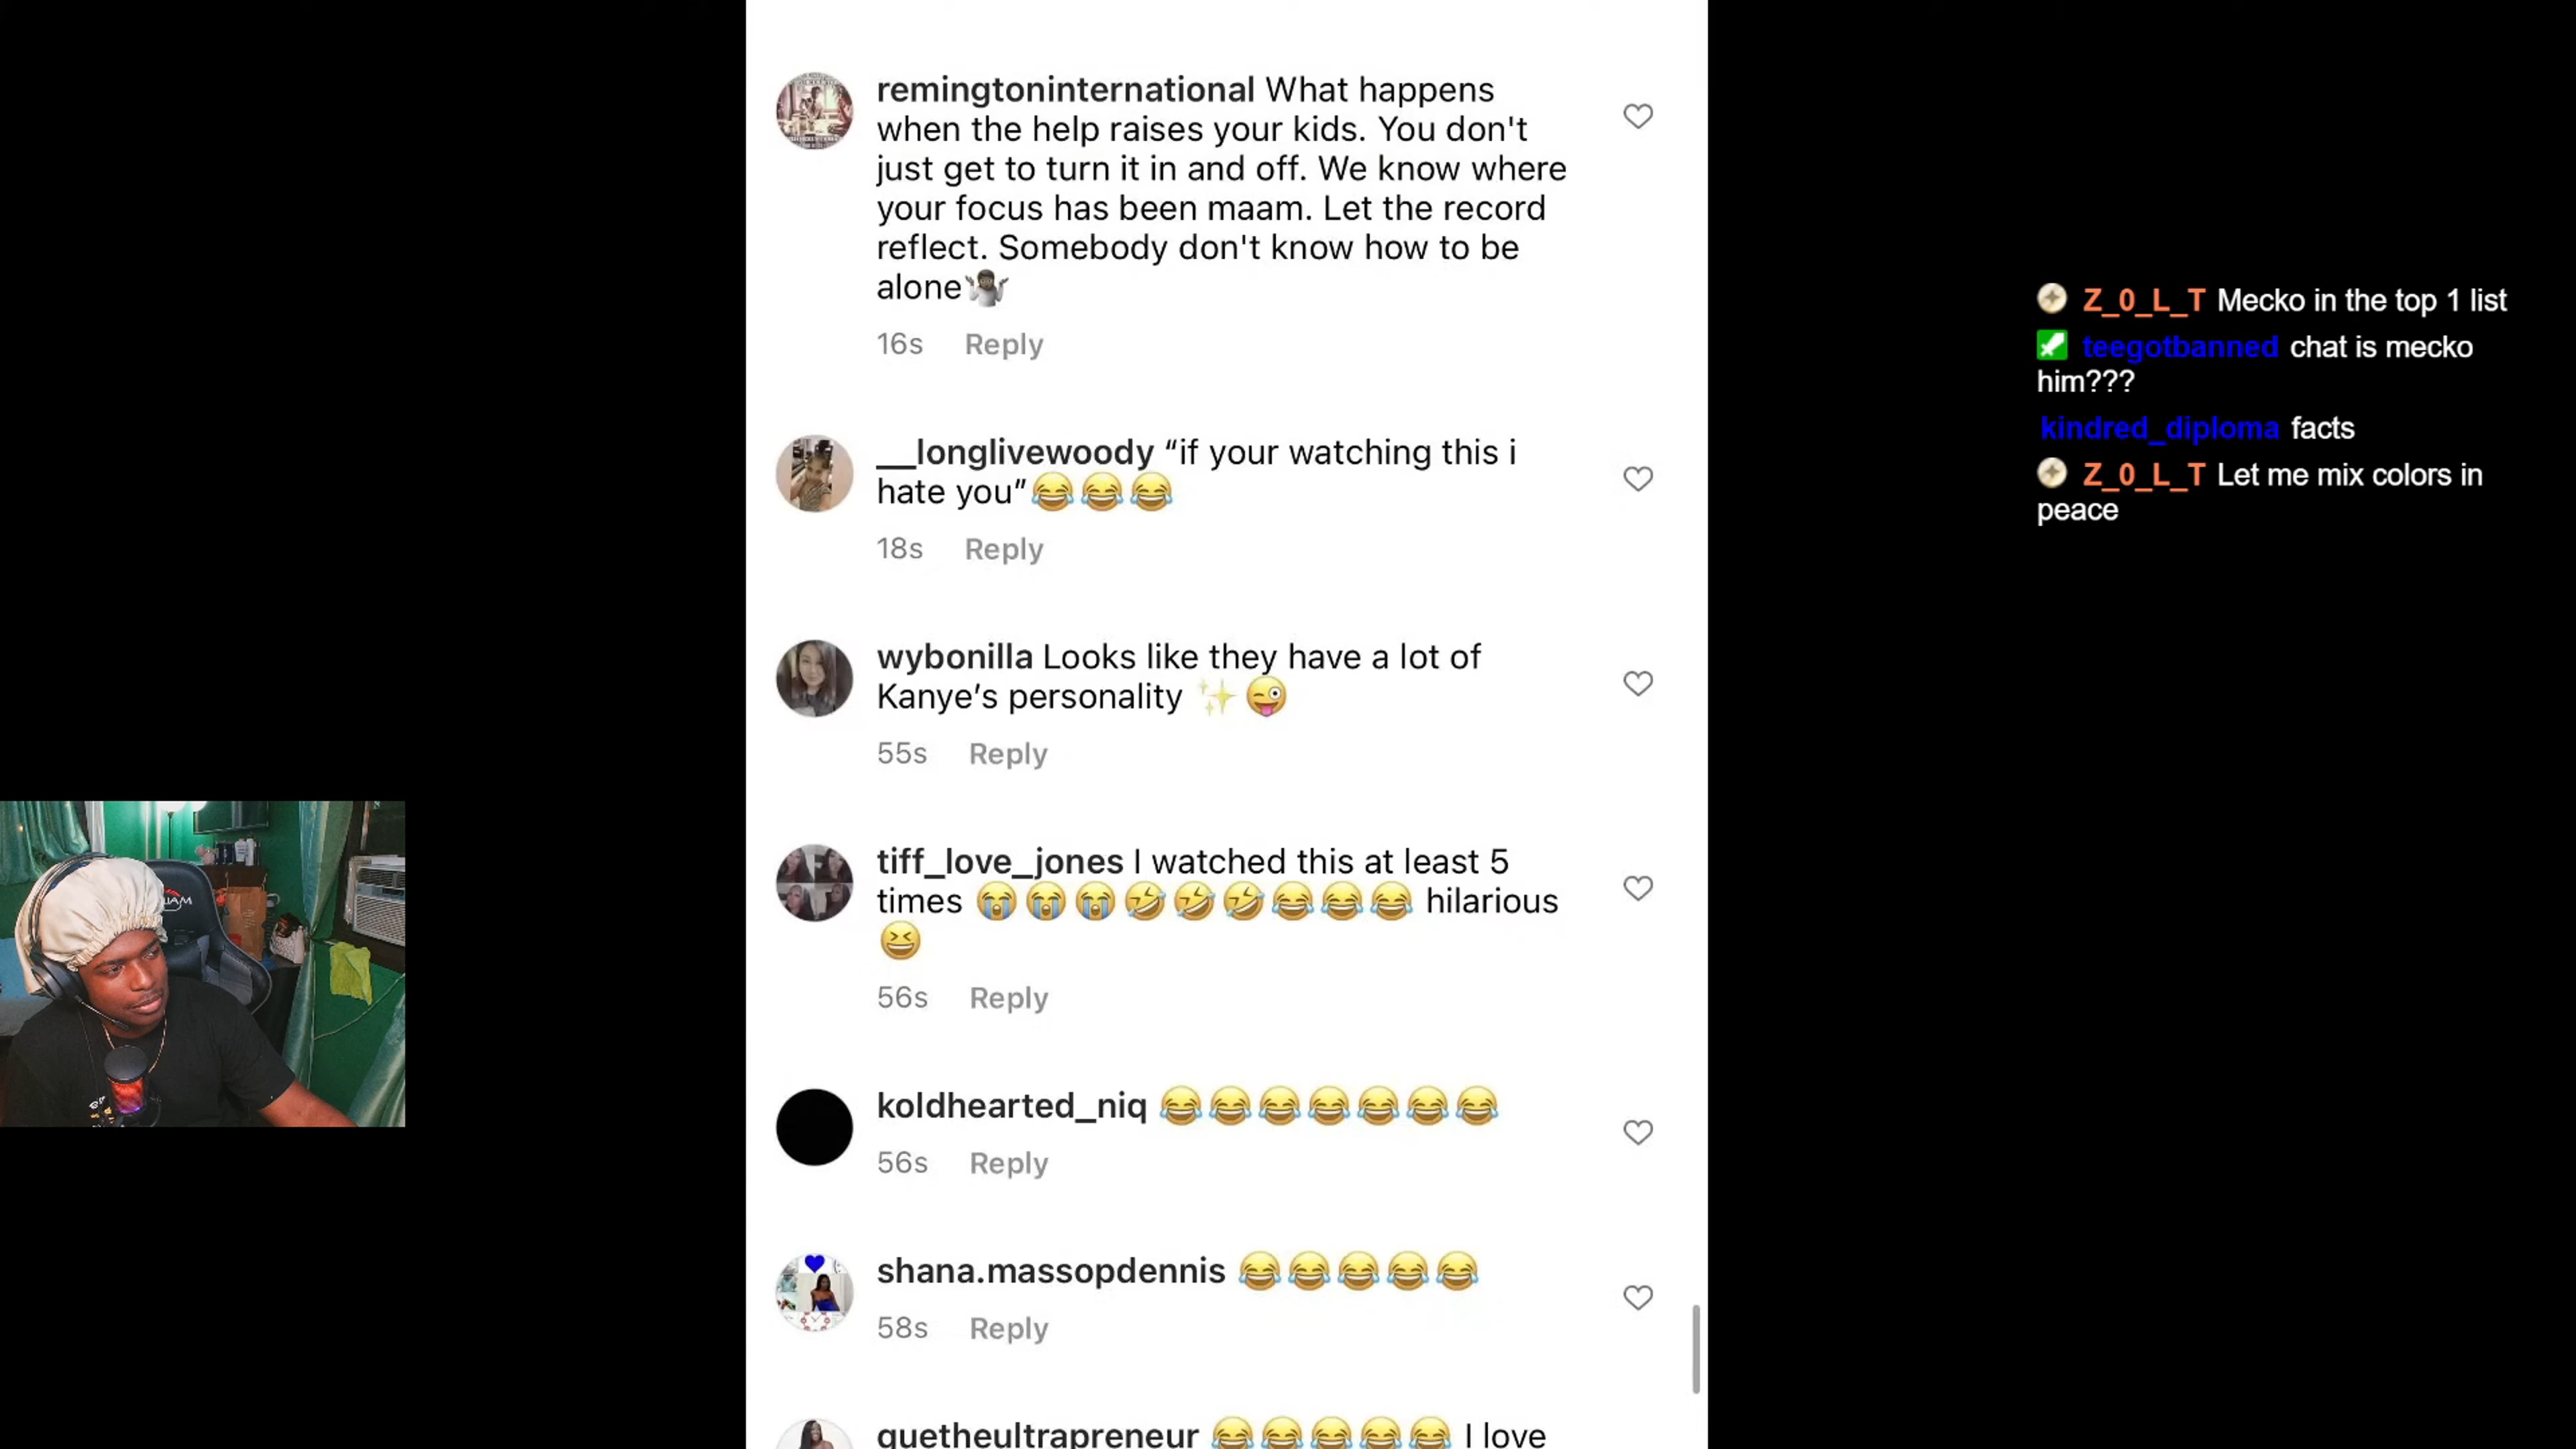 remingtoninternational What happens
when the help raises your kids. You don't
just get to turn it in and off. We know where
your focus has been maam. Let the record
reflect. Somebody don't know how to be
alone🤷🏿‍♀️
16s Reply
__longlivewoody “if your watching this i
hate you”😂😂😂
18s Reply
wybonilla Looks like they have a lot of
Kanye’s personality ✨😜
55s Reply
tiff_love_jones I watched this at least 5
times 😭😭😭🤣🤣🤣😂😂😂 hilarious
😆
56s Reply
koldhearted_niq 😂😂😂😂😂😂😂
56s Reply
shana.massopdennis 😂😂😂😂😂
58s Reply
quetheultrapreneur 😂😂😂😂😂 I love
Z_0_L_T Mecko in the top 1 list
teegotbanned chat is mecko
him???
kindred_diploma facts
Z_0_L_T Let me mix colors in
peace